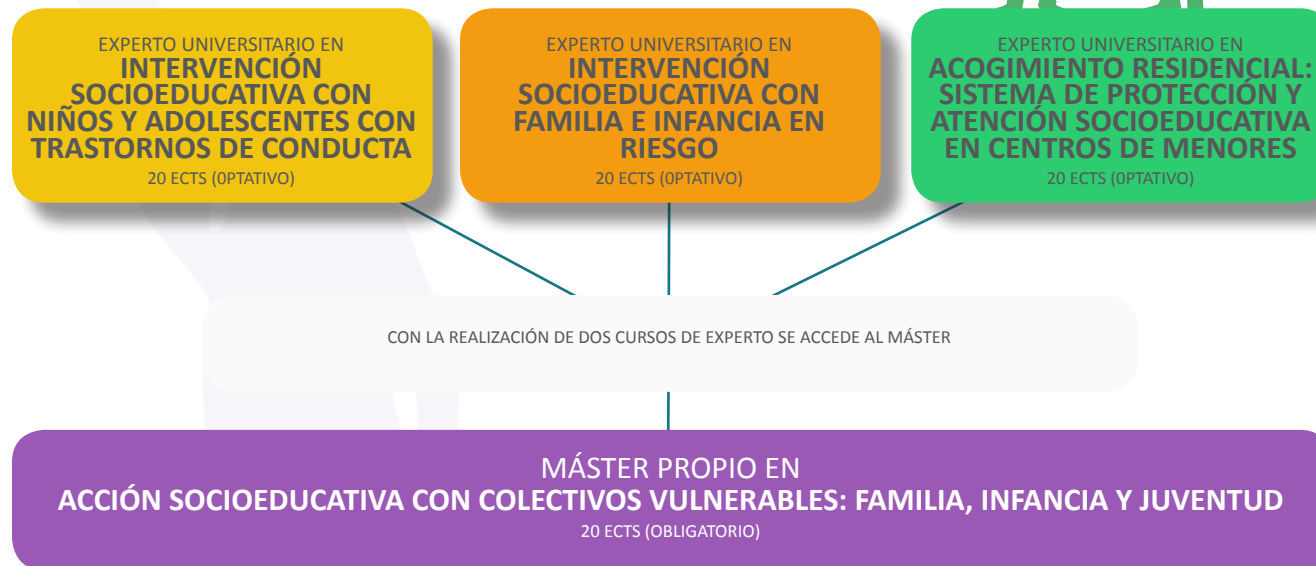 EXPERTO UNIVERSITARIO EN
INTERVENCIÓN
SOCIOEDUCATIVA CON
NIÑOS Y ADOLESCENTES CON
TRASTORNOS DE CONDUCTA
20 ECTS (0PTATIVO)
EXPERTO UNIVERSITARIO EN
INTERVENCIÓN
SOCIOEDUCATIVA CON
FAMILIA E INFANCIA EN
RIESGO
20 ECTS (0PTATIVO)
EXPERTO UNIVERSITARIO EN
ACOGIMIENTO RESIDENCIAL:
SISTEMA DE PROTECCIÓN Y
ATENCIÓN SOCIOEDUCATIVA
EN CENTROS DE MENORES
20 ECTS (0PTATIVO)
CON LA REALIZACIÓN DE DOS CURSOS DE EXPERTO SE ACCEDE AL MÁSTER
MÁSTER PROPIO EN
ACCIÓN SOCIOEDUCATIVA CON COLECTIVOS VULNERABLES: FAMILIA, INFANCIA Y JUVENTUD
20 ECTS (OBLIGATORIO)